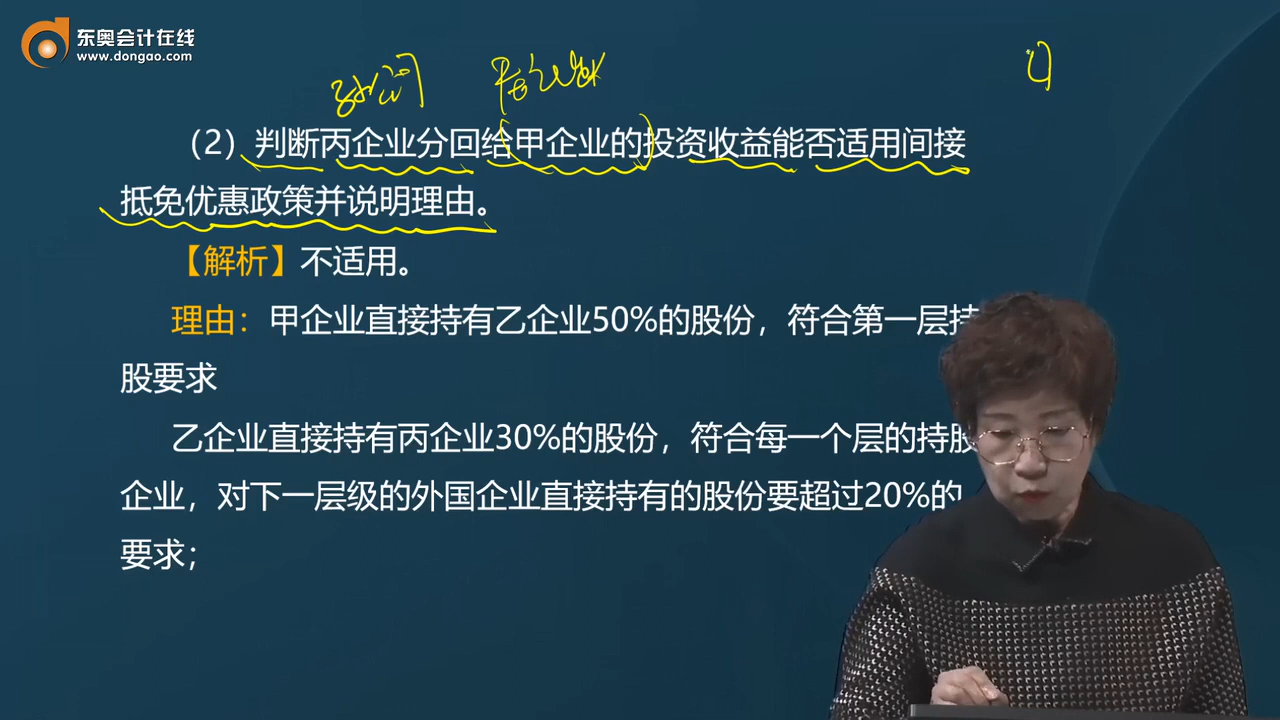 东奥会计在线
www.dongao.com
（2）判断丙企业分回给甲企业的投资收益能否适用间接
抵免优惠政策并说明理由。
【解析】不适用。
理由：甲企业直接持有乙企业50%的股份，符合第一层持
股要求
乙企业直接持有丙企业30%的股份，符合每一个层的持股
企业，对下一层级的外国企业直接持有的股份要超过20%的
要求；